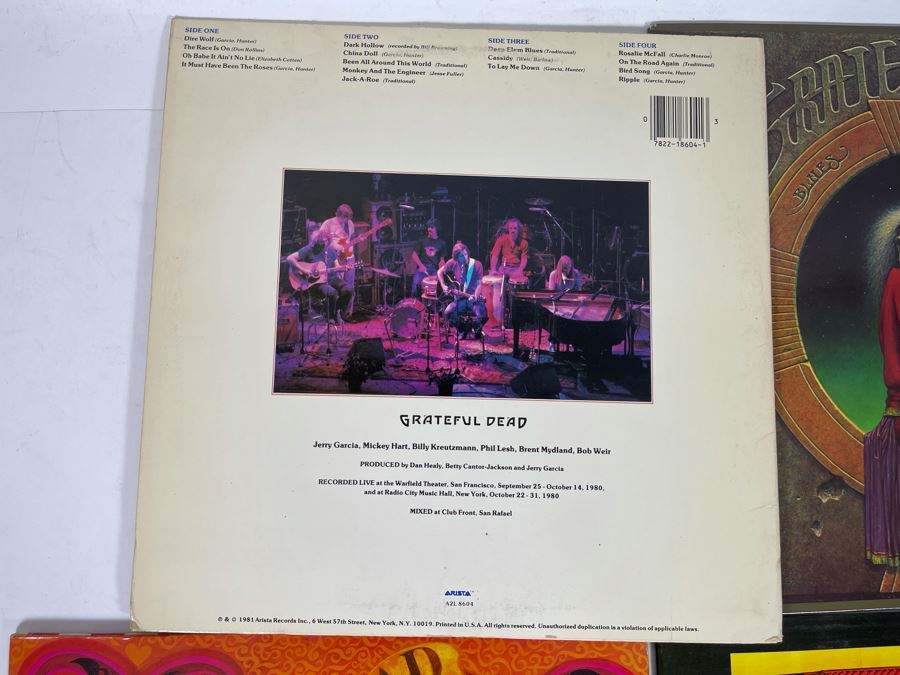 SIDE ONE
Dire Wolf (Garcia, Hunter)
The Race Is On (Don Rollins)
Oh Babe It Ain't No Lie (Elizabeth Cotten)
It Must Have Been The Roses (Garcia, Hunter)
SIDE TWO
Dark Hollow (recorded by Bill Browning)
China Doll (Garcia, Hunter)
Been All Around This World (Traditional)
Monkey And The Engineer (Jesse Fuller)
Jack-A-Roe (Traditional)
SIDE THREE
Deep Elem Blues (Traditional)
Cassidy (Weir, Barlow)
To Lay Me Down (Garcia, Hunter)
SIDE FOUR
Rosalie McFall (Charlie Monroe)
On The Road Again (Traditional)
Bird Song (Garcia, Hunter)
Ripple (Garcia, Hunter)
0 3
7822-18604-1
GRATEFUL DEAD
Jerry Garcia, Mickey Hart, Billy Kreutzmann, Phil Lesh, Brent Mydland, Bob Weir
PRODUCED by Dan Healy, Betty Cantor-Jackson and Jerry Garcia
RECORDED LIVE at the Warfield Theater, San Francisco, September 25 - October 14, 1980,
and at Radio City Music Hall, New York, October 22 - 31, 1980
MIXED at Club Front, San Rafael
ARISTA™
A2L 8604
℗ & © 1981 Arista Records Inc., 6 West 57th Street, New York, N.Y. 10019. Printed in U.S.A. All rights reserved. Unauthorized duplication is a violation of applicable laws.
GRATE
BLUES